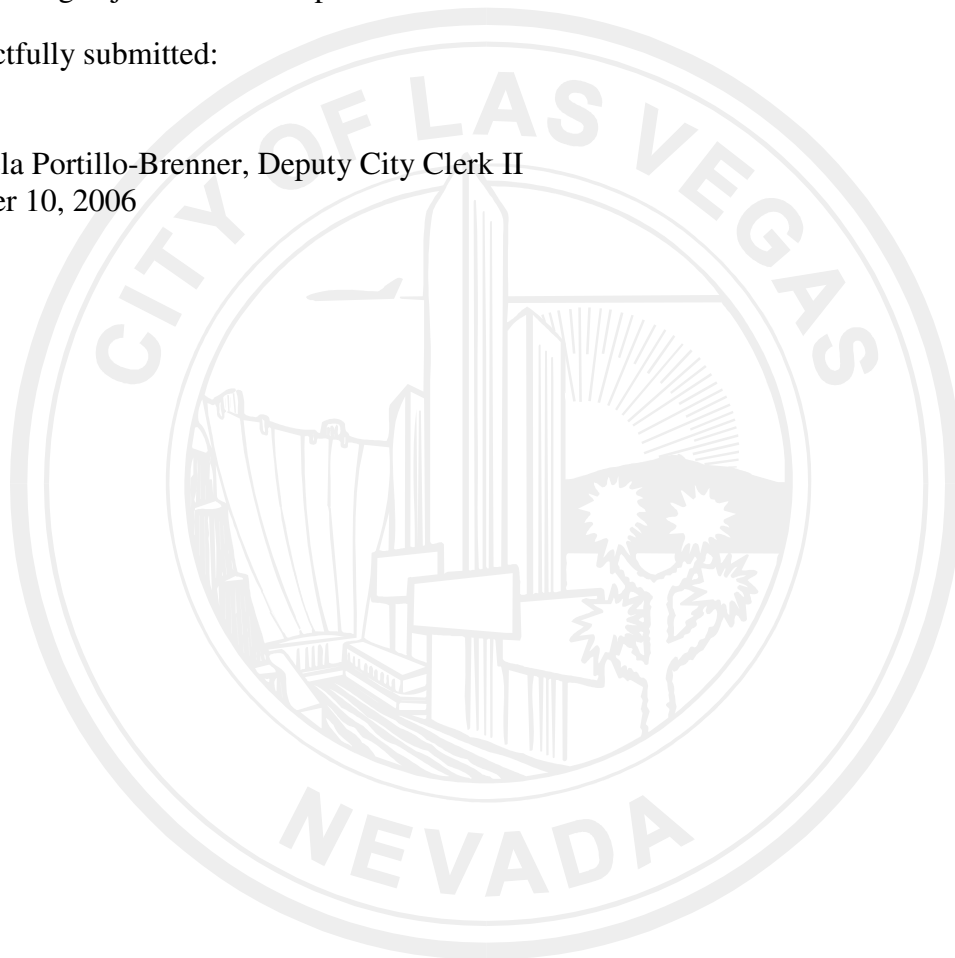 ctfully submitted:
la Portillo-Brenner, Deputy City Clerk II
er 10, 2006
CITY OF LAS VEGAS
NEVADA